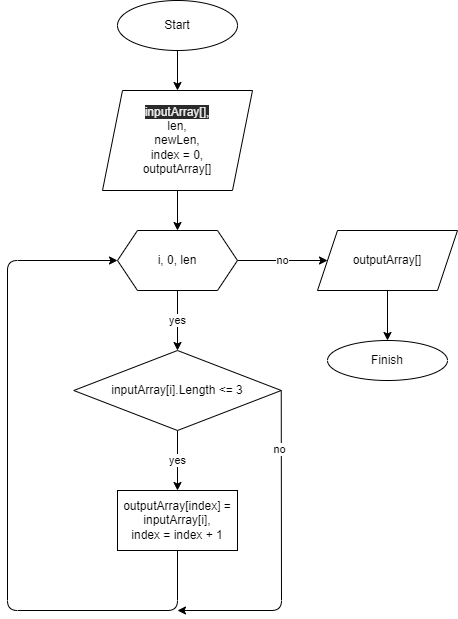 Start
inputArray[],
len,
newLen,
index = 0,
outputArray[]
i, 0, len
no
outputArray[]
yes
Finish
inputArray[i].Length <= 3
no
yes
outputArray[index] =
inputArray[i],
index = index + 1